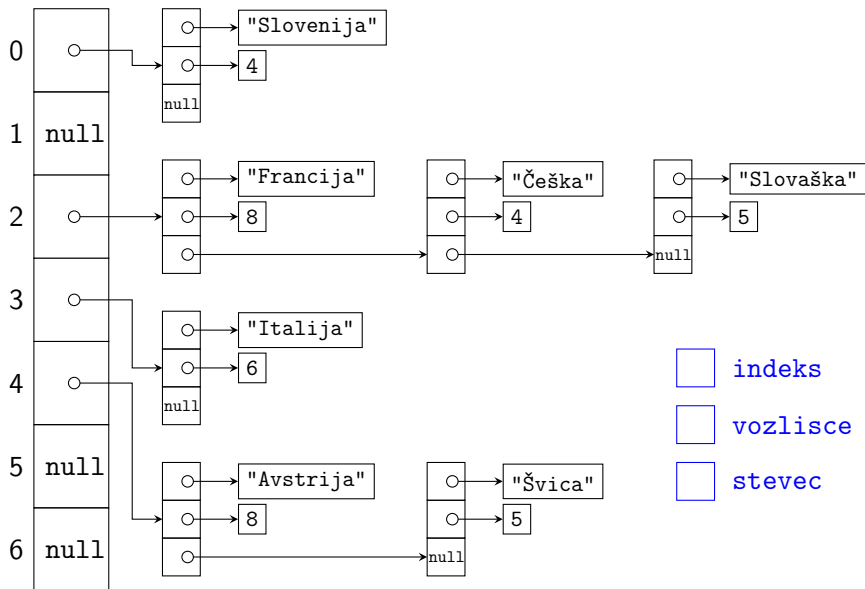 "Slovenija"
0
4
null
1 null
"Francija" "Češka" "Slovaška"
2 8 4 5
null
3
"Italija"
6
indeks
4
null
vozlisce
5 null
"Avstrija" "Švica"
stevec
8 5
6 null
null